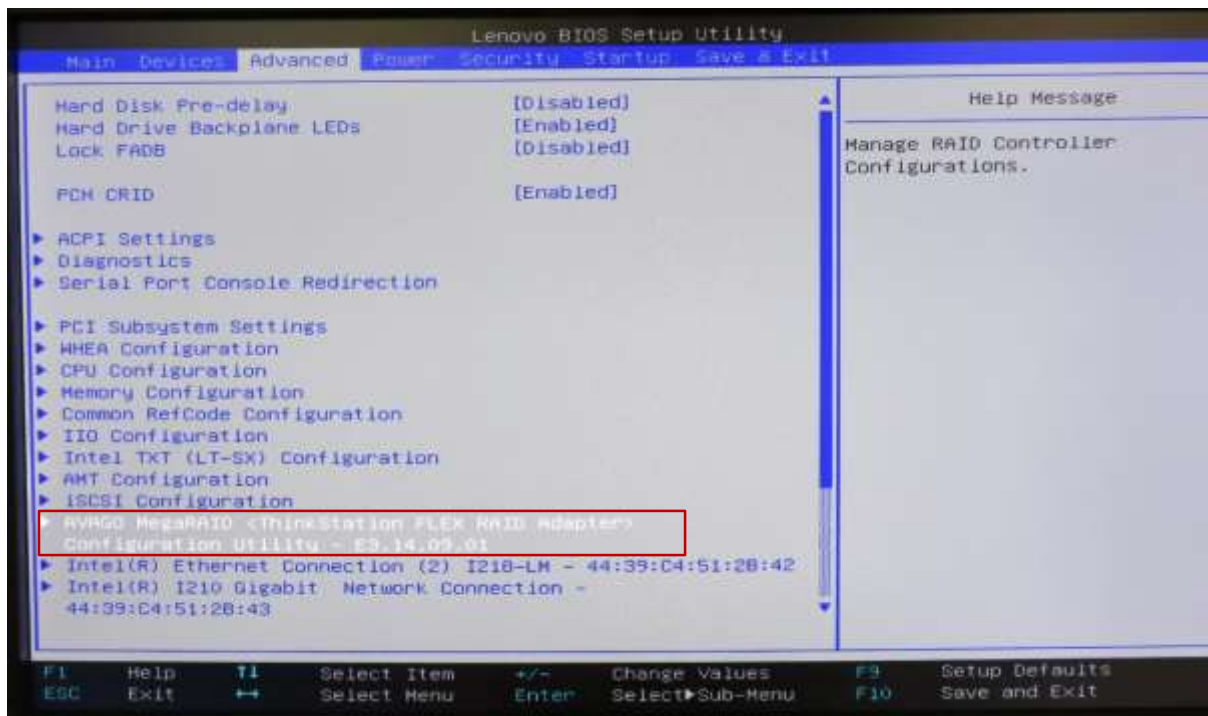 Lenovo BIOS Setup Utility
Main Devices Advanced Power Security Startup Save & Exit
Hard Disk Pre-delay [Disabled]
Hard Drive Backplane LEDs [Enabled]
Lock FADB [Disabled]
PCH CRID [Enabled]
ACPI Settings
Diagnostics
Serial Port Console Redirection
PCI Subsystem Settings
WHEA Configuration
CPU Configuration
Memory Configuration
Common RefCode Configuration
IIO Configuration
Intel TXT (LT-SX) Configuration
AMT Configuration
iSCSI Configuration
AVAGO MegaRAID <ThinkStation FLEX RAID Adapter>
Configuration Utility - 
Intel(R) Ethernet Connection (2) I218-LM - 44:39:C4:51:2B:42
Intel(R) I210 Gigabit Network Connection -
44:39:C4:51:2B:43
Help Message
Manage RAID Controller
Configurations.
F1 Help ↑↓ Select Item +/- Change Values F9 Setup Defaults
ESC Exit ↔ Select Menu Enter Select▶Sub-Menu F10 Save and Exit